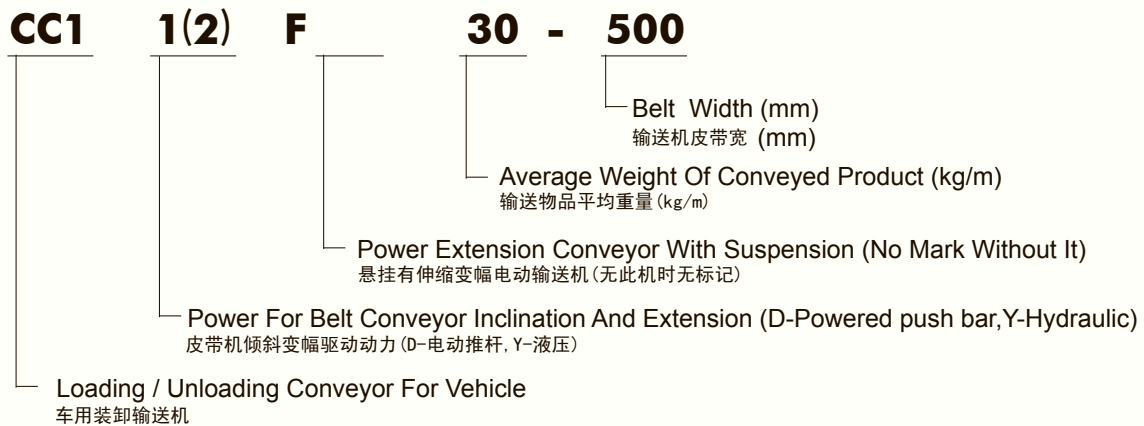 CC1 1(2) F 30 - 500
Belt Width (mm)
输送机皮带宽 (mm)
Average Weight Of Conveyed Product (kg/m)
输送物品平均重量(kg/m)
Power Extension Conveyor With Suspension (No Mark Without It)
悬挂有伸缩变幅电动输送机(无此机时无标记)
Power For Belt Conveyor Inclination And Extension (D-Powered push bar,Y-Hydraulic)
皮带机倾斜变幅驱动动力(D-电动推杆,Y-液压)
Loading / Unloading Conveyor For Vehicle
车用装卸输送机